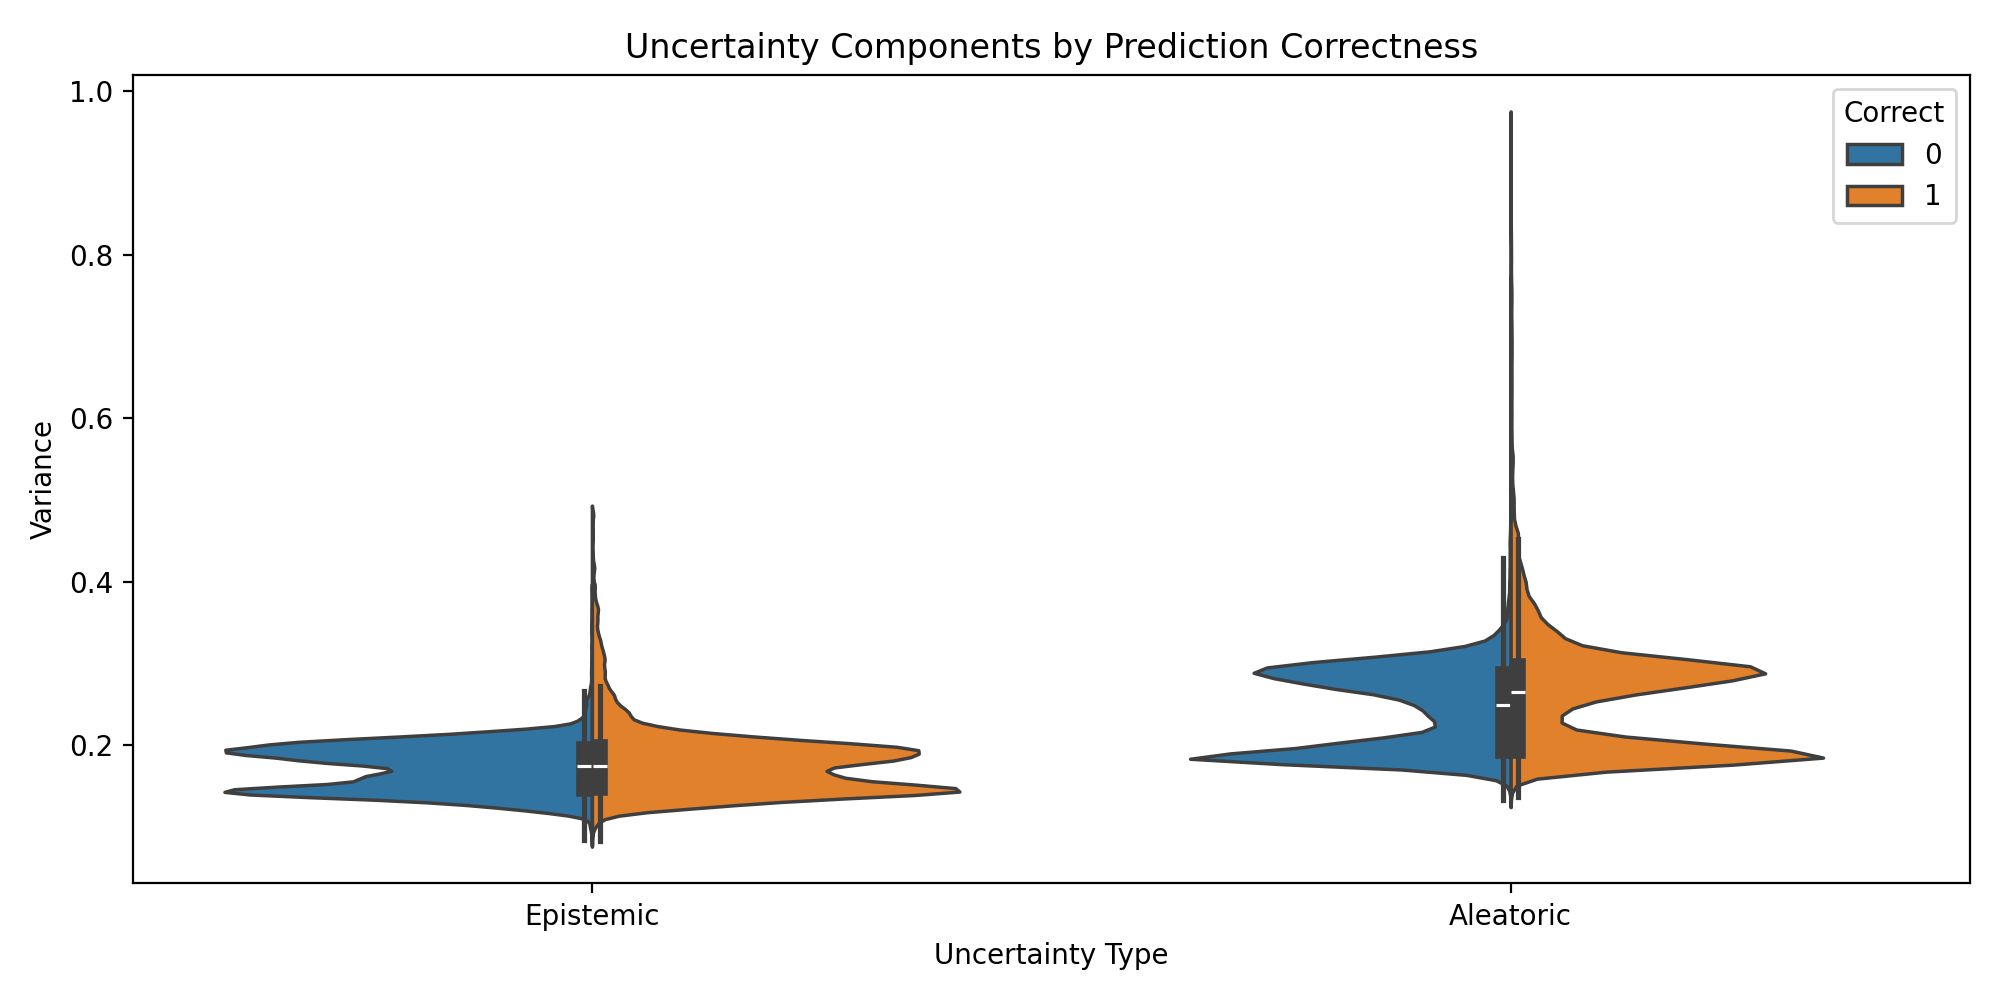 Uncertainty Components by Prediction Correctness
1.0
0.8
0.6
0.4
0.2
Variance
Correct
0
1
Epistemic
Aleatoric
Uncertainty Type